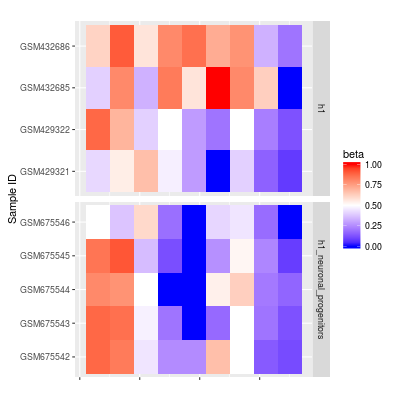 GSM432686
GSM432685
GSM429322
GSM429321
h1
GSM675546
GSM675545
GSM675544
GSM675543
GSM675542
h1_neuronal_progenitors
Sample ID
beta
1.00
0.75
0.50
0.25
0.00